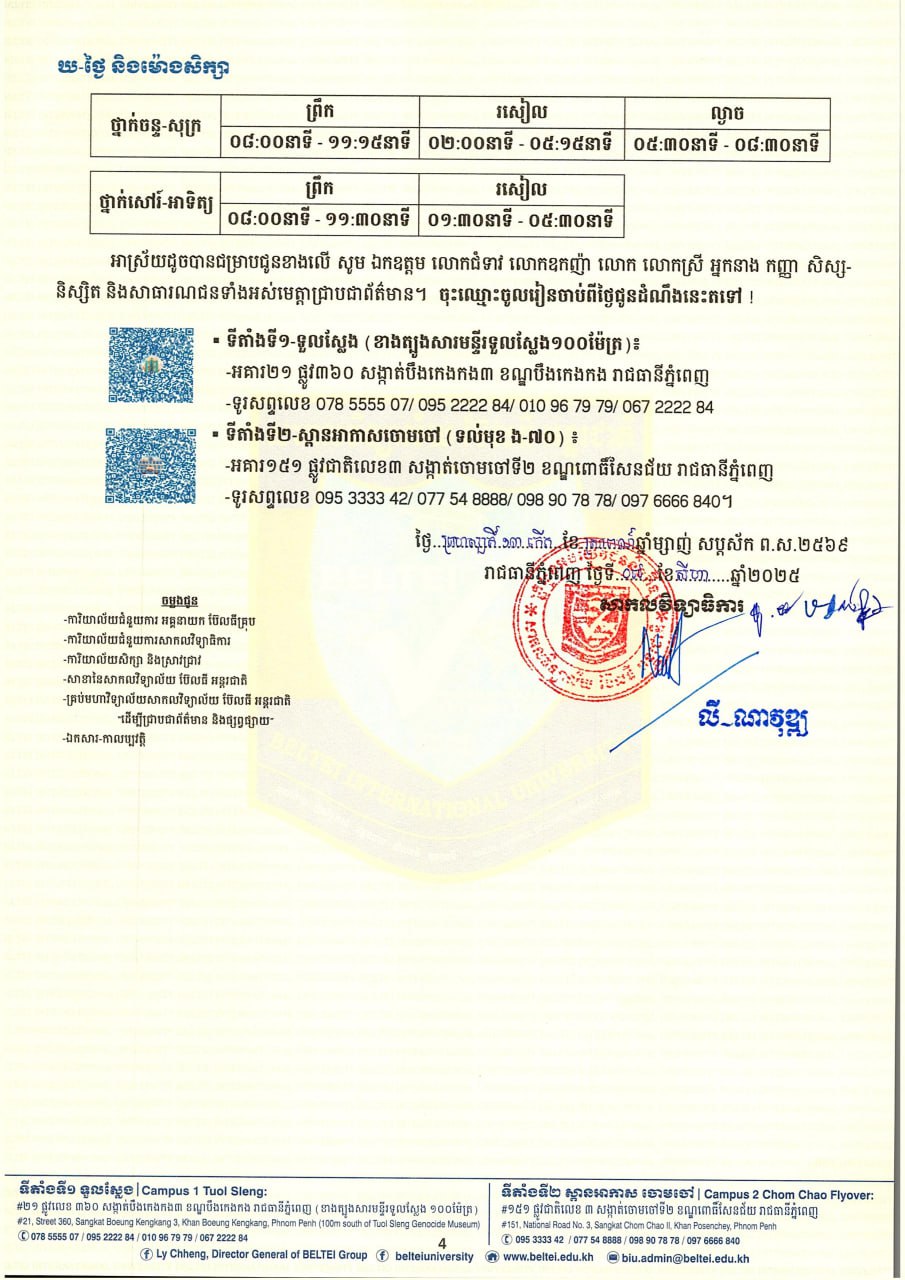 ឃ-ថ្ងៃ និងម៉ោងសិក្សា
ថ្នាក់ចន្ទ-សុក្រ
ព្រឹក រសៀល ល្ងាច
០៨:០០នាទី - ១១:១៥នាទី ០២:០០នាទី - ០៥:១៥នាទី ០៥:៣០នាទី - ០៨:៣០នាទី
ថ្នាក់សៅរ៍-អាទិត្យ
ព្រឹក រសៀល
០៨:០០នាទី - ១១:៣០នាទី ០១:៣០នាទី - ០៥:៣០នាទី
អាស្រ័យដូចបានជម្រាបជូនខាងលើ សូម ឯកឧត្តម លោកជំទាវ លោកឧកញ៉ា លោក លោកស្រី អ្នកនាង កញ្ញា សិស្ស-
និស្សិត និងសាធារណជនទាំងអស់មេត្តាជ្រាបជាព័ត៌មាន។ ចុះឈ្មោះចូលរៀនចាប់ពីថ្ងៃជូនដំណឹងនេះតទៅ !
▪ ទីតាំងទី១-ទួលស្លែង (ខាងត្បូងសារមន្ទីរទួលស្លែង១០០ម៉ែត្រ)៖
-អគារ២១ ផ្លូវ៣៦០ សង្កាត់បឹងកេងកង៣ ខណ្ឌបឹងកេងកង រាជធានីភ្នំពេញ
-ទូរសព្ទលេខ 078 5555 07/ 095 2222 84/ 010 96 79 79/ 067 2222 84
▪ ទីតាំងទី២-ស្ពានអាកាសចោមចៅ (ទល់មុខ ង-៧០) ៖
-អគារ១៥១ ផ្លូវជាតិលេខ៣ សង្កាត់ចោមចៅទី២ ខណ្ឌពោធិ៍សែនជ័យ រាជធានីភ្នំពេញ
-ទូរសព្ទលេខ 095 3333 42/ 077 54 8888/ 098 90 78 78/ 097 6666 840។
ថ្ងៃ ព្រហស្បតិ៍ កើត ខែ ឆ្នាំម្សាញ់ សប្តស័ក ព.ស.២៥៦៩
រាជធានីភ្នំពេញ ថ្ងៃទី ខែ សីហា ឆ្នាំ២០២៥
សាកលវិទ្យាធិការ
លី_ណាវុឌ្ឍ
ចម្លងជូន
-ការិយាល័យជំនួយការ អគ្គនាយក ប៊ែលធីគ្រុប
-ការិយាល័យជំនួយការសាកលវិទ្យាធិការ
-ការិយាល័យសិក្សា និងស្រាវជ្រាវ
-សាខានៃសាកលវិទ្យាល័យ ប៊ែលធី អន្តរជាតិ
-គ្រប់មហាវិទ្យាល័យសាកលវិទ្យាល័យ ប៊ែលធី អន្តរជាតិ
"ដើម្បីជ្រាបជាព័ត៌មាន និងផ្សព្វផ្សាយ"
-ឯកសារ-កាលប្បវត្តិ
ទីតាំងទី១ ទួលស្លែង | Campus 1 Tuol Sleng:
#២១ ផ្លូវលេខ ៣៦០ សង្កាត់បឹងកេងកង៣ ខណ្ឌបឹងកេងកង រាជធានីភ្នំពេញ (ខាងត្បូងសារមន្ទីរទួលស្លែង ១០០ម៉ែត្រ)
#21, Street 360, Sangkat Boeung Kengkang 3, Khan Boeung Kengkang, Phnom Penh (100m south of Tuol Sleng Genocide Museum)
078 5555 07 / 095 2222 84 / 010 96 79 79 / 067 2222 84
ទីតាំងទី២ ស្ពានអាកាស ចោមចៅ | Campus 2 Chom Chao Flyover:
#១៥១ ផ្លូវជាតិលេខ ៣ សង្កាត់ចោមចៅទី២ ខណ្ឌពោធិ៍សែនជ័យ រាជធានីភ្នំពេញ
#151, National Road No. 3, Sangkat Chom Chao II, Khan Posenchey, Phnom Penh
095 3333 42 / 077 54 8888 / 098 90 78 78 / 097 6666 840
4
Ly Chheng, Director General of BELTEI Group belteiuniversity www.beltei.edu.kh biu.admin@beltei.edu.kh